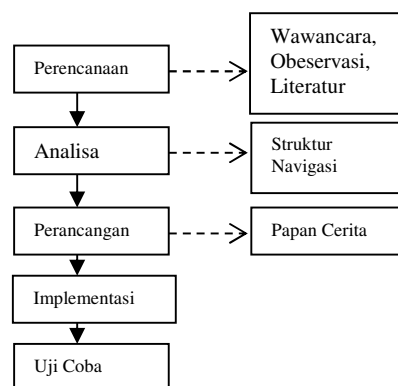 Perencanaan
Wawancara,
Obeservasi,
Literatur
Analisa
Struktur
Navigasi
Perancangan
Papan Cerita
Implementasi
Uji Coba